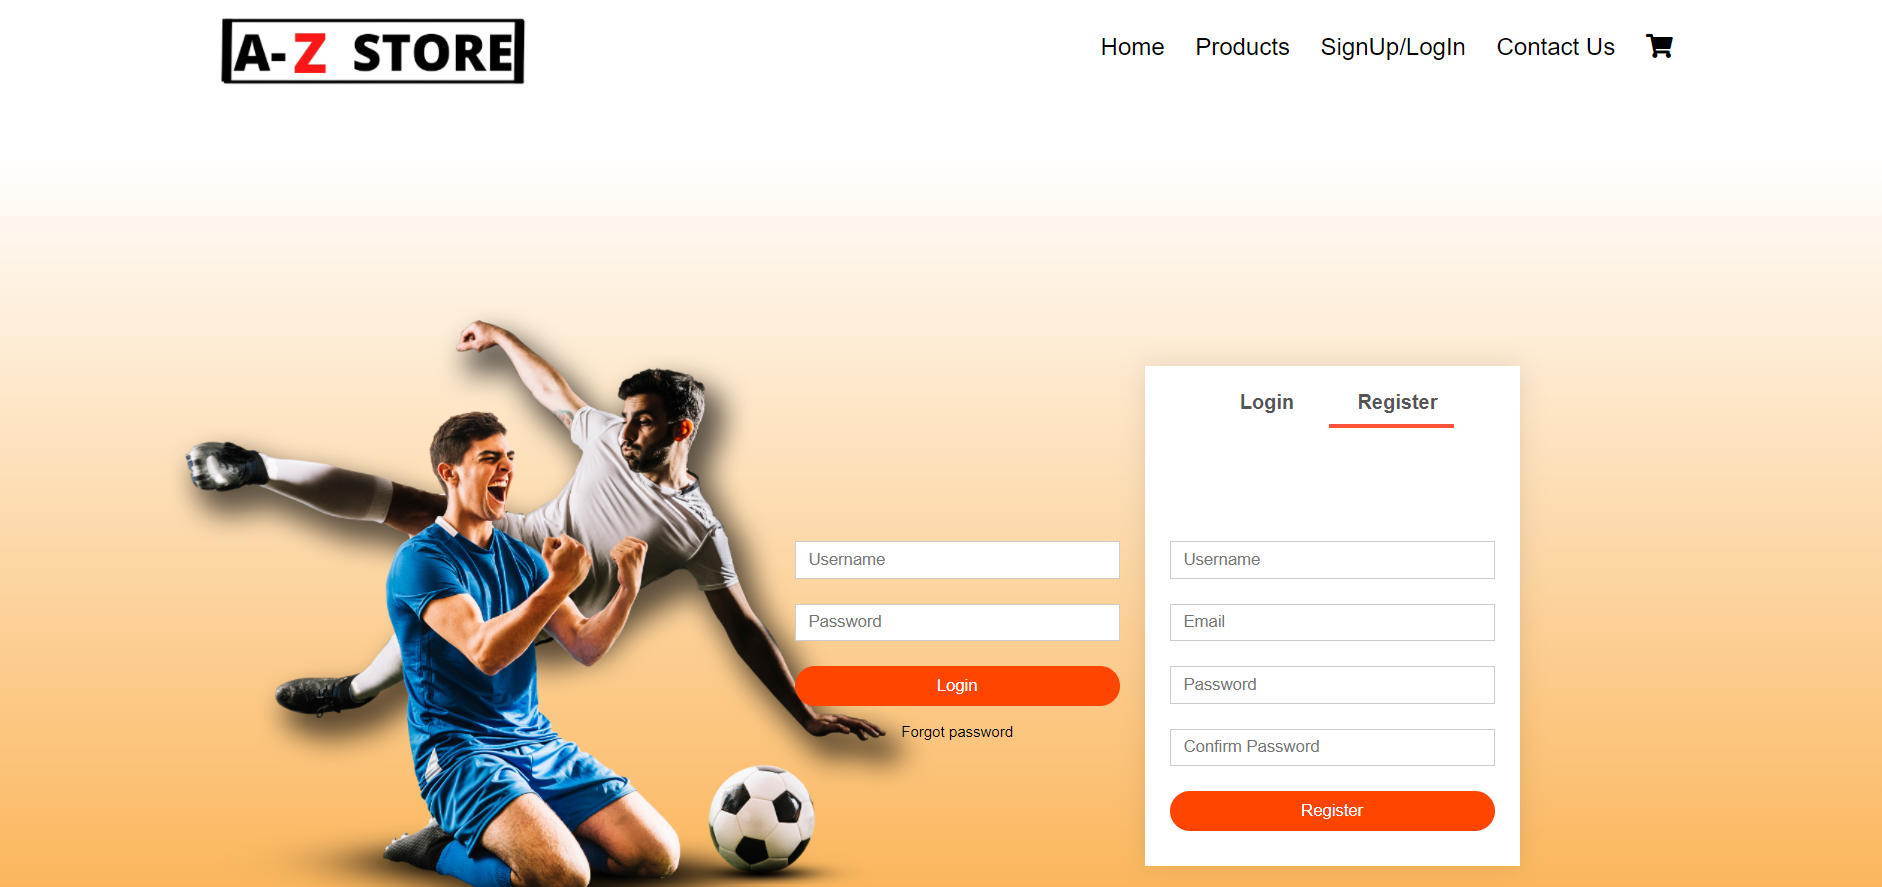 A-Z STORE
Home Products SignUp/LogIn Contact Us
Login Register
Username
Password
Login
Forgot password
Username
Email
Password
Confirm Password
Register